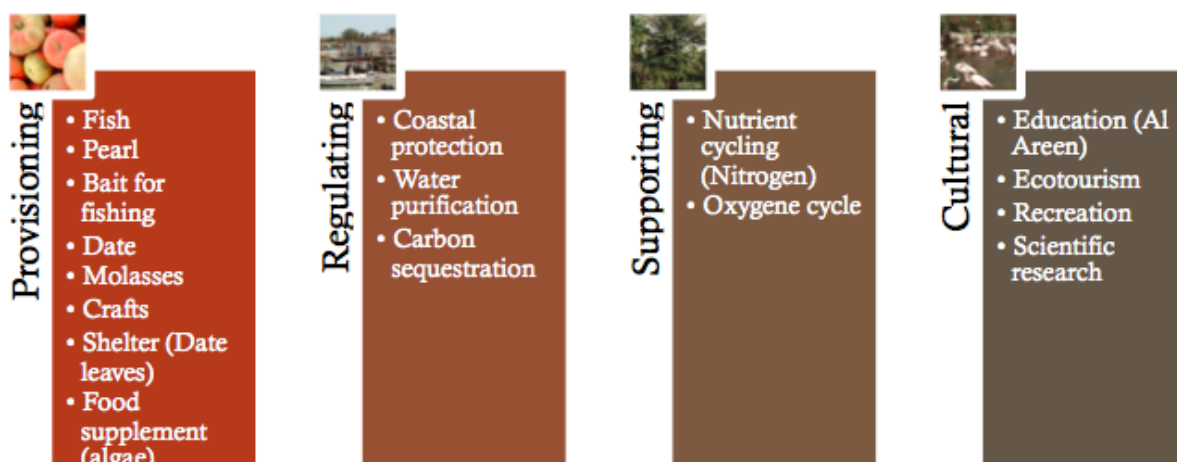 Provisioning
• Fish
• Pearl
• Bait for
fishing
• Date
• Molasses
• Crafts
• Shelter (Date
leaves)
• Food
supplement
(algae)
Regulating
• Coastal
protection
• Water
purification
• Carbon
sequestration
Supporitng
• Nutrient
cycling
(Nitrogen)
• Oxygene cycle
Cultural
• Education (Al
Areen)
• Ecotourism
• Recreation
• Scientific
research